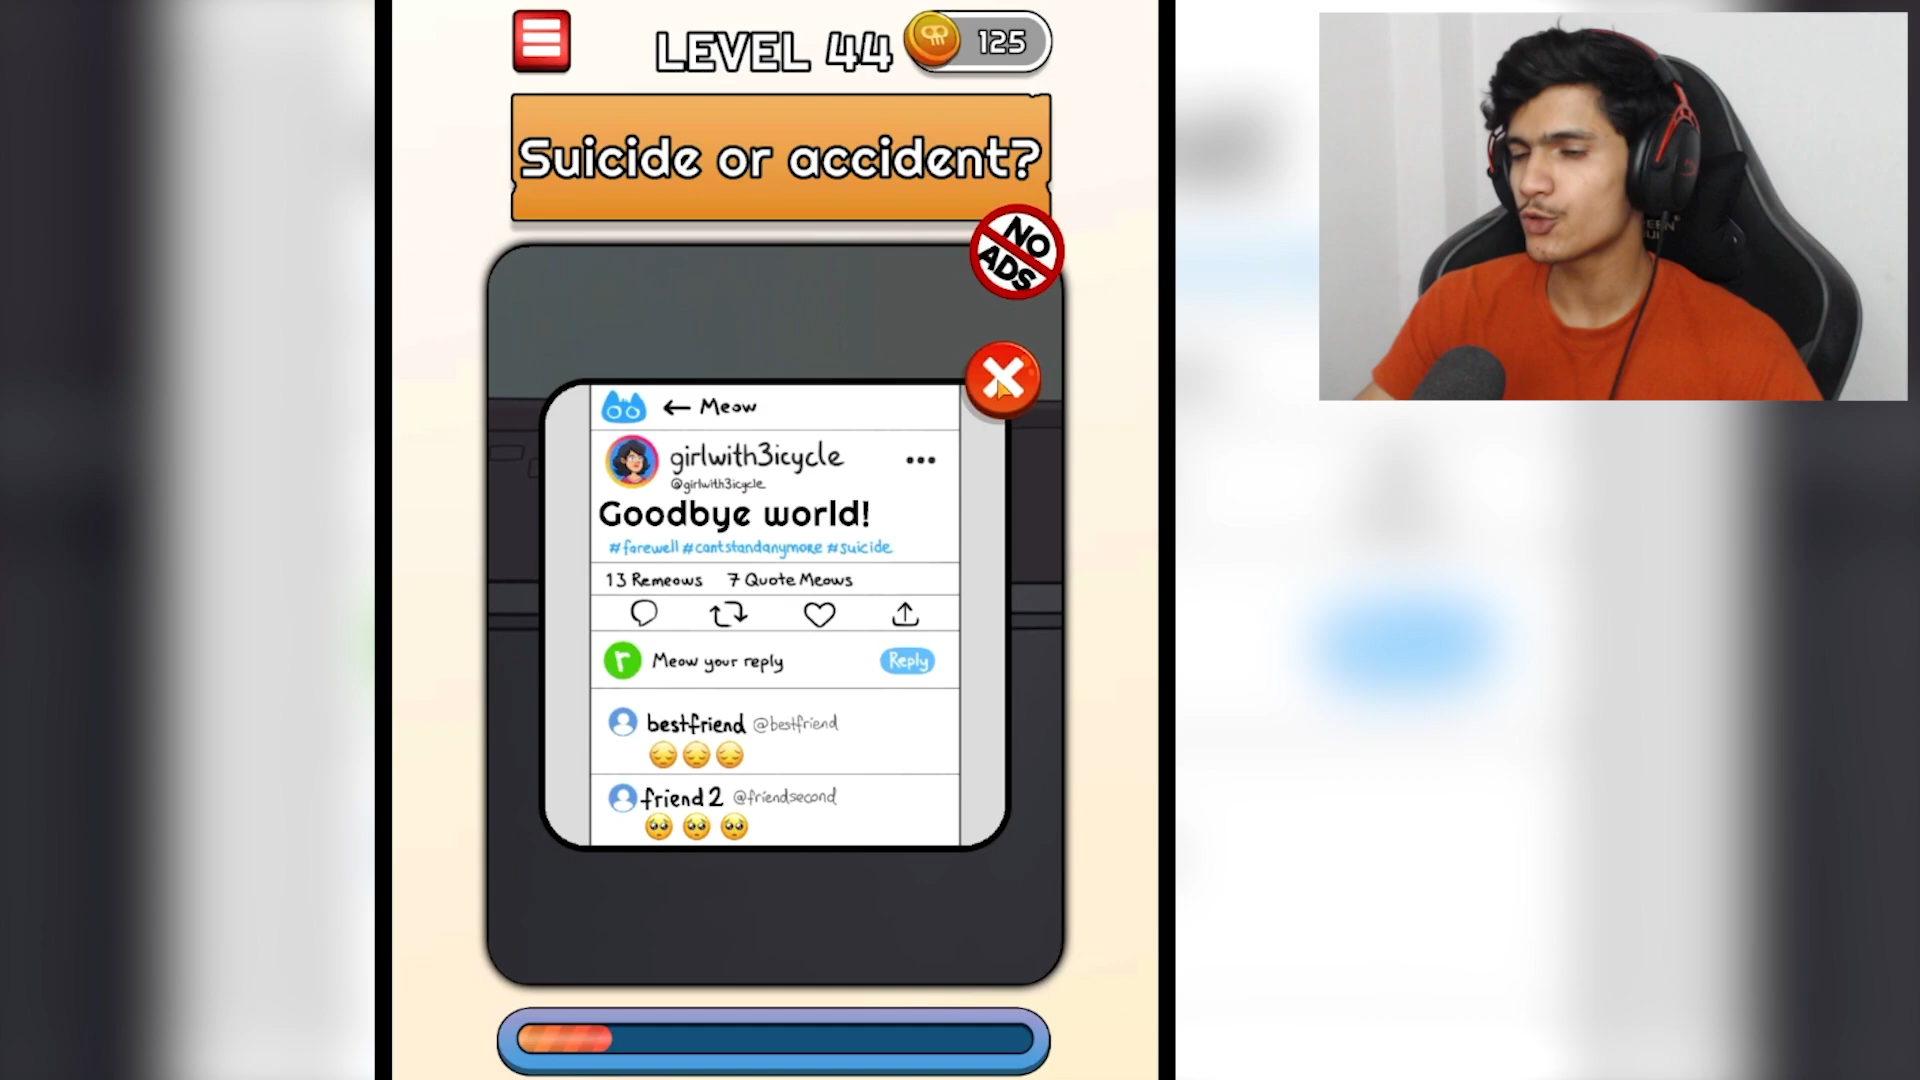 LEVEL 44
125
Suicide or accident?
NO
ADS
← Meow
girlwith3icycle
@girlwith3icycle
Goodbye world!
#farewell #cantstandanymore #suicide
13 Remeows 7 Quote Meows
r Meow your reply Reply
bestfriend @bestfriend
friend 2 @friendsecond